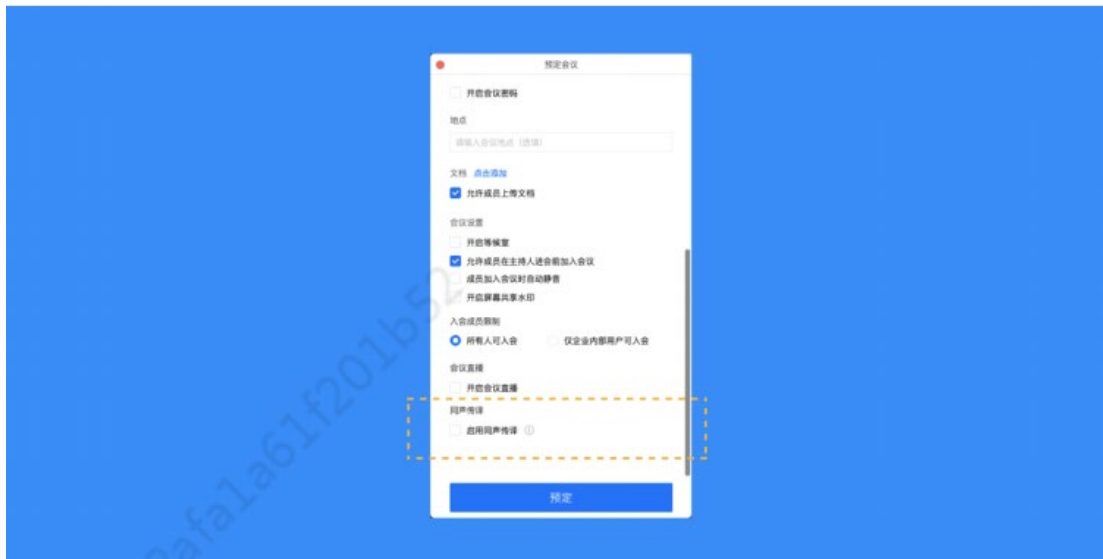 预定会议
开启会议密码
地点
请输入会议地点（选填）
文档 点击添加
允许成员上传文档
会议设置
开启等候室
允许成员在主持人进会前加入会议
成员加入会议时自动静音
开启屏幕共享水印
入会成员限制
所有人可入会 仅企业内部用户可入会
会议直播
开启会议直播
同声传译
启用同声传译
预定